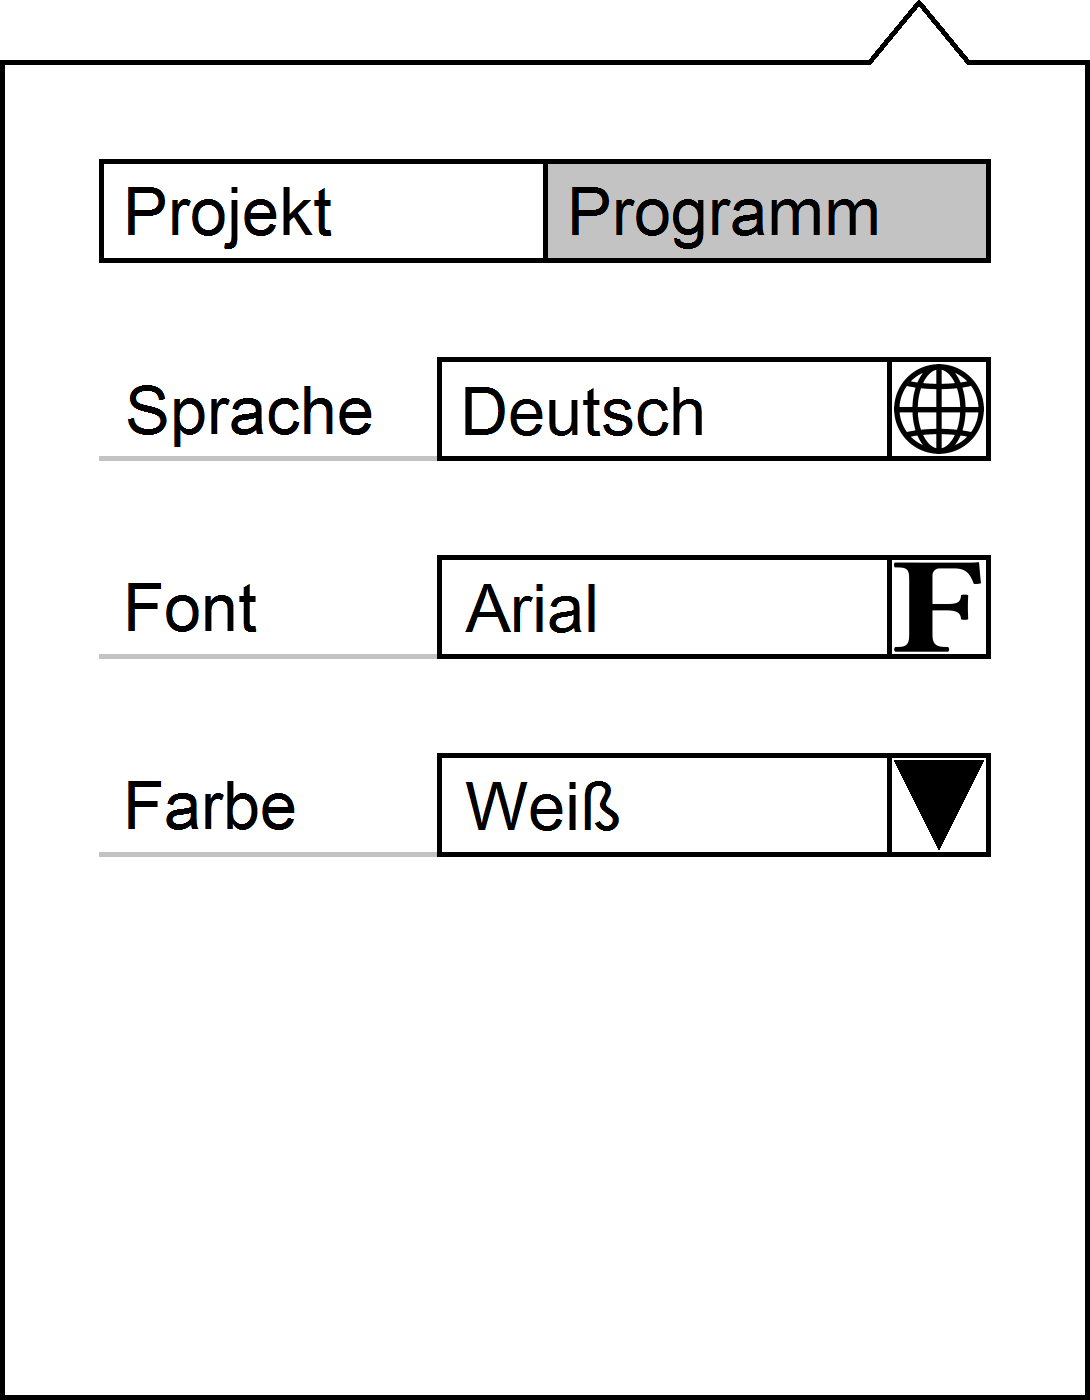 Projekt Programm
Sprache Deutsch
Font Arial F
Farbe Weiß